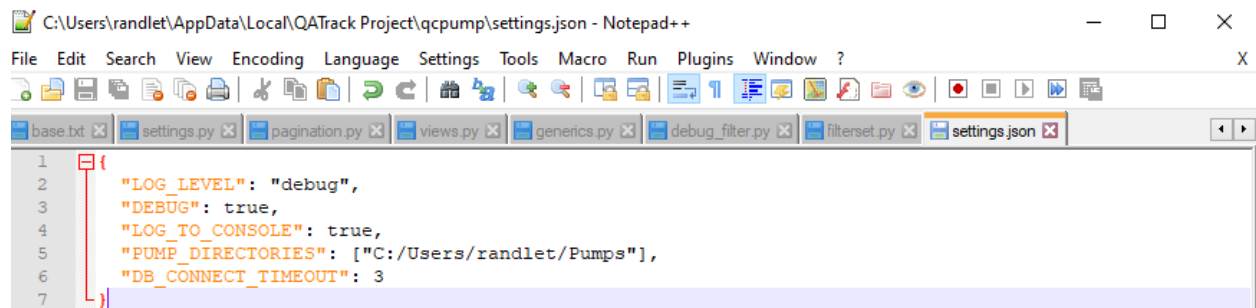 C:\Users\randlet\AppData\Local\QATrack Project\qcpump\settings.json - Notepad++
File Edit Search View Encoding Language Settings Tools Macro Run Plugins Window ? X
base.txt settings.py pagination.py views.py generics.py debug_filter.py filterset.py settings.json
1 {
2 "LOG_LEVEL": "debug",
3 "DEBUG": true,
4 "LOG_TO_CONSOLE": true,
5 "PUMP_DIRECTORIES": ["C:/Users/randlet/Pumps"],
6 "DB_CONNECT_TIMEOUT": 3
7 }